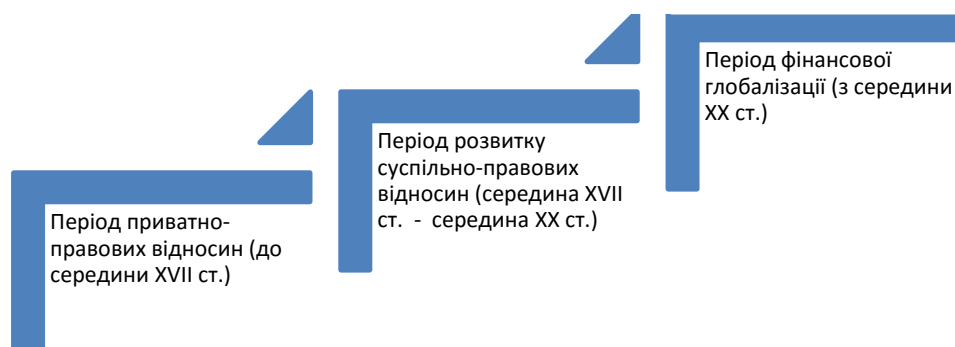 Період приватно-
правових відносин (до
середини XVII ст.)
Період розвитку
суспільно-правових
відносин (середина XVII
ст. - середина XX ст.)
Період фінансової
глобалізації (з середини
XX ст.)